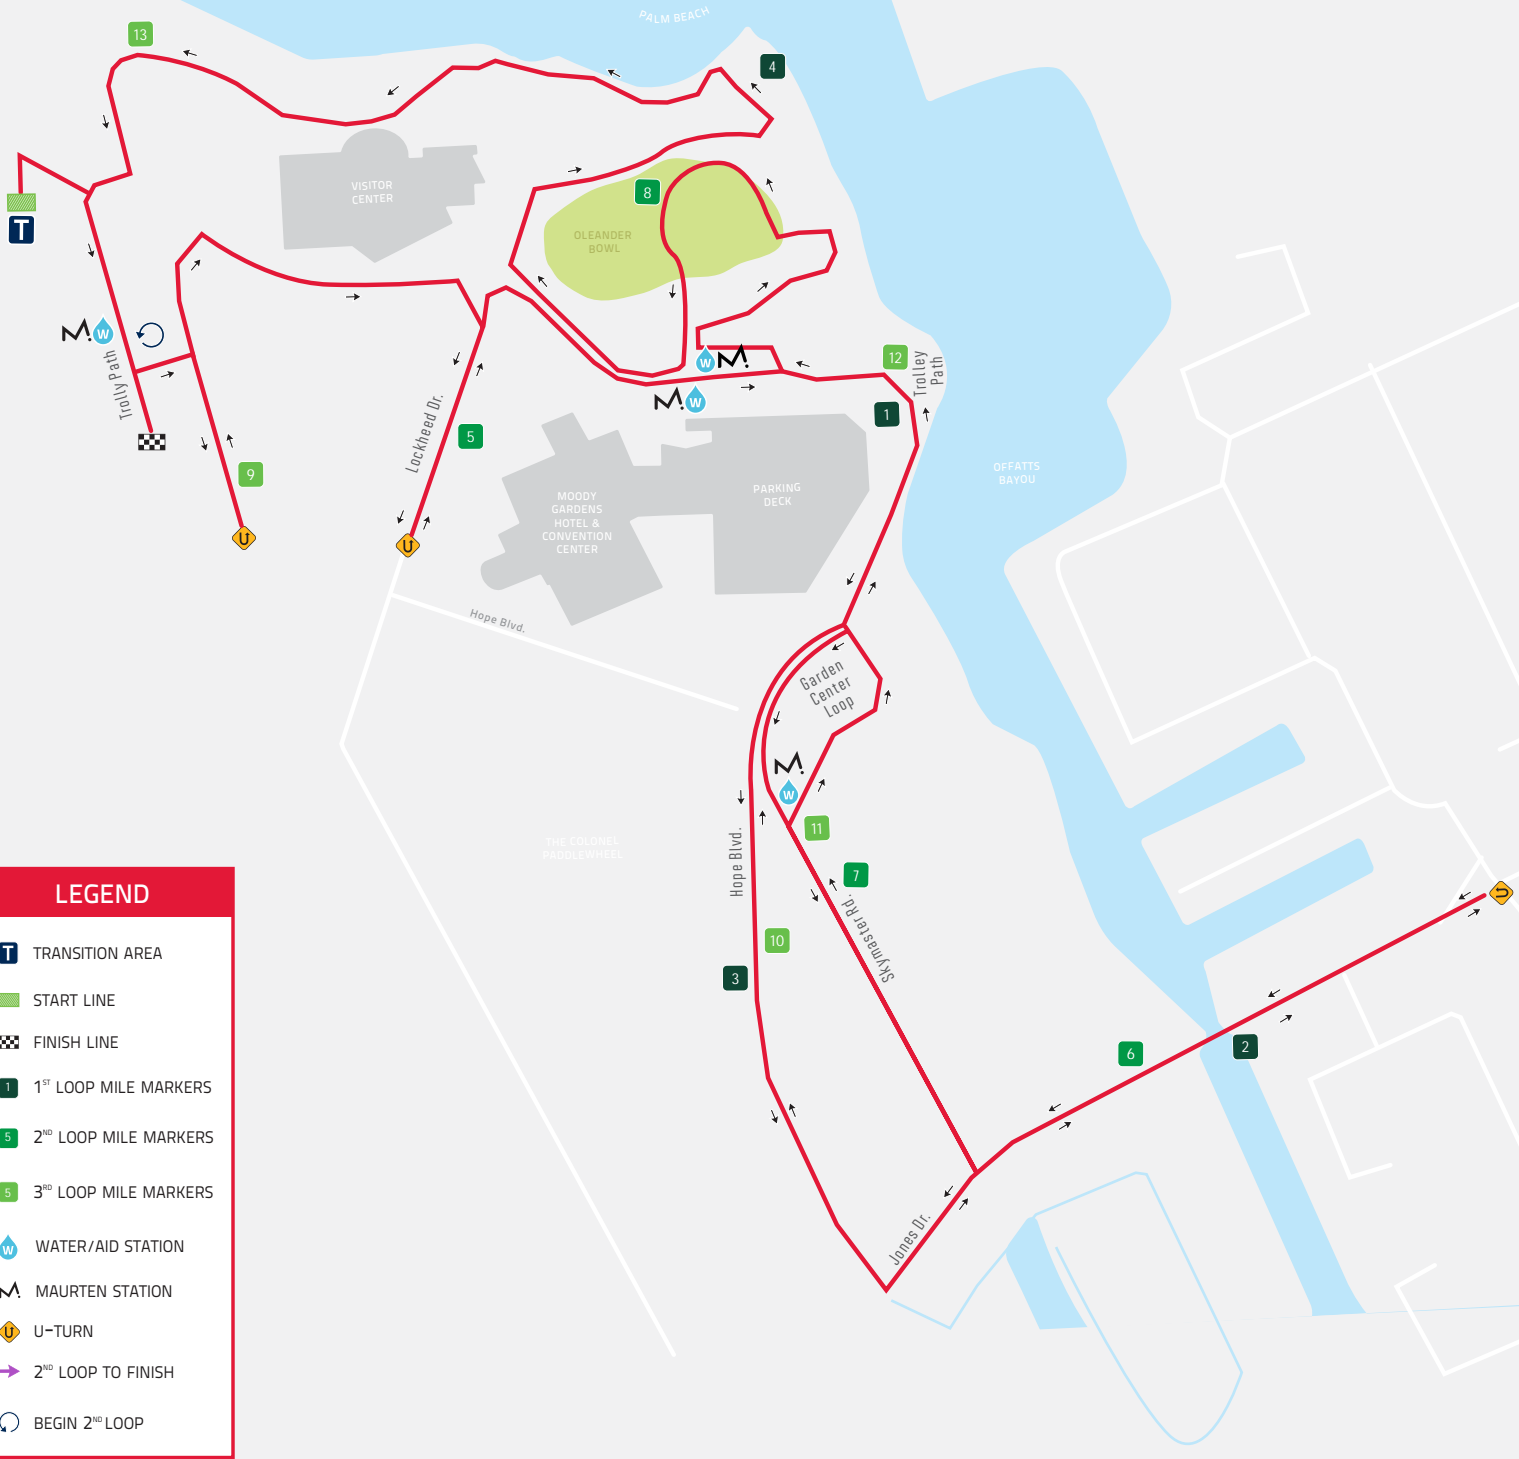 PALM BEACH
13
4
VISITOR
CENTER
8
OLEANDER
BOWL
T
W
Trolly Path
W
12
Trolley
Path
W
1
Lockheed Dr.
5
9
U
U
MOODY
GARDENS
HOTEL &
CONVENTION
CENTER
PARKING
DECK
OFFATTS
BAYOU
Hope Blvd.
Garden
Center
Loop
W
11
Hope Blvd.
THE COLONEL
PADDLEWHEEL
7
Skymaster Rd.
10
3
U
6
2
Jones Dr.
LEGEND
T TRANSITION AREA
START LINE
FINISH LINE
1 1ST LOOP MILE MARKERS
5 2ND LOOP MILE MARKERS
5 3RD LOOP MILE MARKERS
W WATER/AID STATION
MAURTEN STATION
U U-TURN
2ND LOOP TO FINISH
BEGIN 2ND LOOP